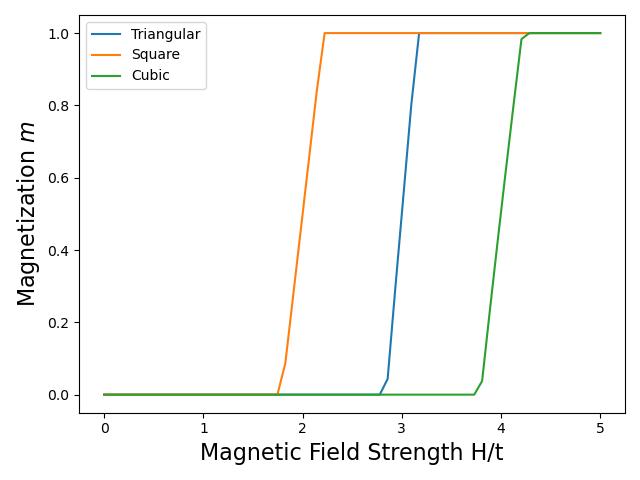 Triangular
Square
Cubic
1.0
0.8
0.6
0.4
0.2
0.0
Magnetization m
0 1 2 3 4 5
Magnetic Field Strength H/t